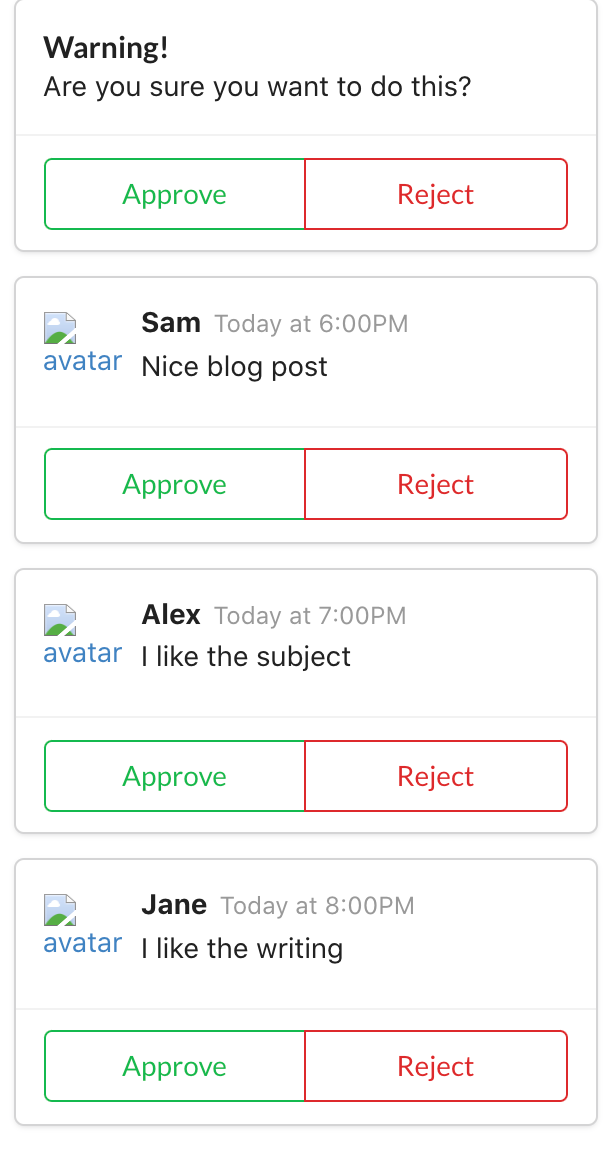 Warning!
Are you sure you want to do this?
Approve Reject
Sam Today at 6:00PM
avatar Nice blog post
Approve Reject
Alex Today at 7:00PM
avatar I like the subject
Approve Reject
Jane Today at 8:00PM
avatar I like the writing
Approve Reject